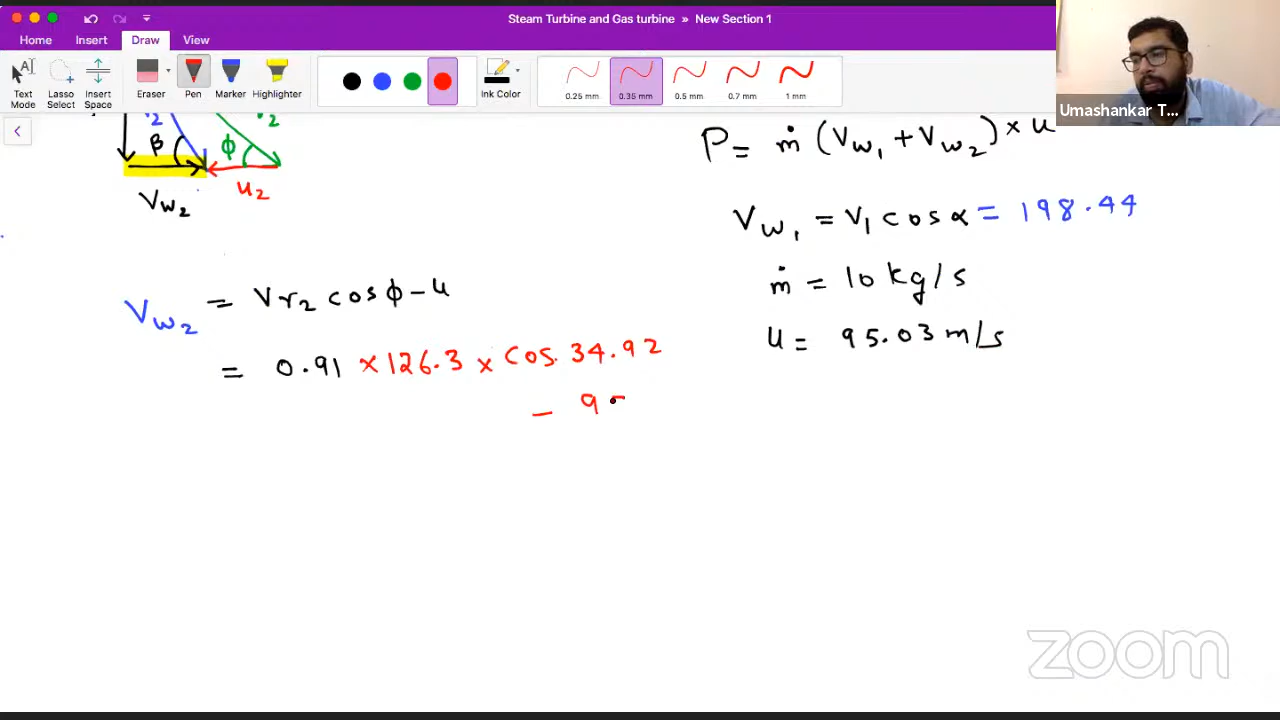 Steam Turbine and Gas turbine » New Section 1
Home Insert Draw View
Text Mode
Lasso Select
Insert Space
Eraser
Pen
Marker
Highlighter
Ink Color
0.25 mm
0.35 mm
0.5 mm
0.7 mm
1 mm
Umashankar T...
β φ
u2
Vw2
P = ṁ (Vw1 + Vw2) × u
Vw1 = V1 cos α = 198.44
ṁ = 10 kg/s
u = 95.03 m/s
Vw2 = Vr2 cos φ - u
= 0.91 × 126.3 × cos. 34.92
- 9
zoom